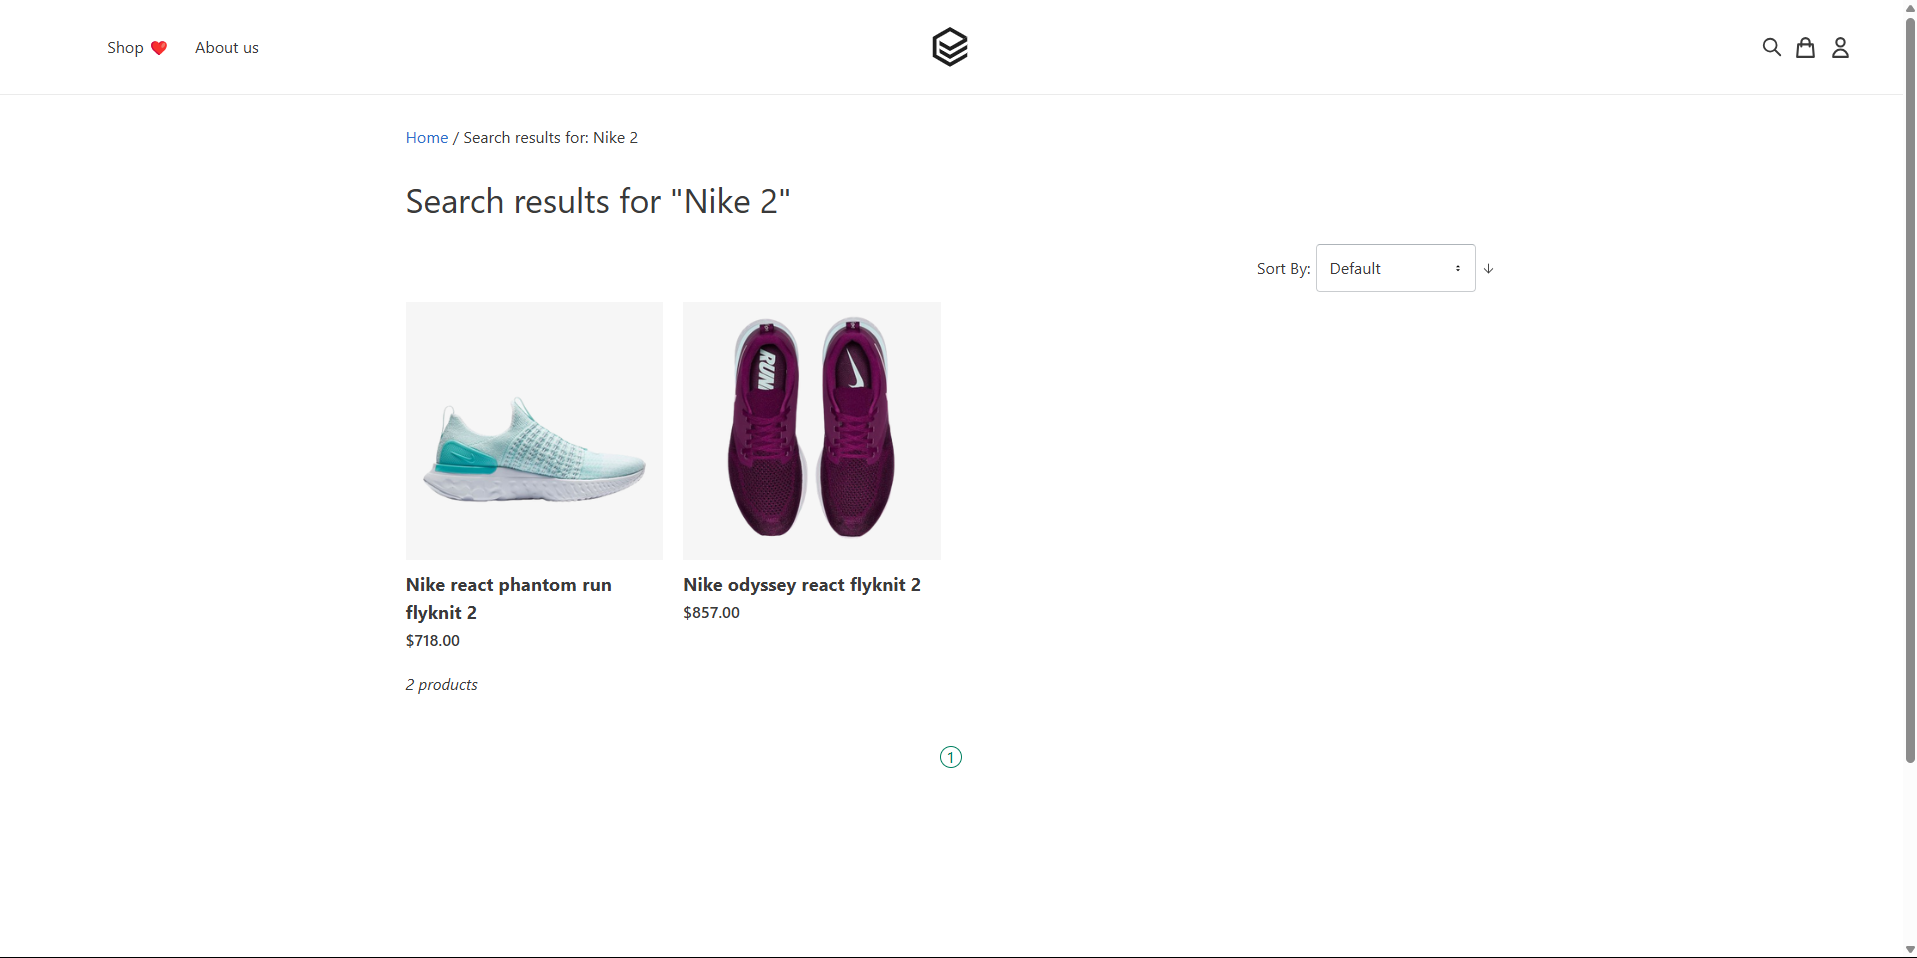 Shop ❤️ About us
Home / Search results for: Nike 2
Search results for "Nike 2"
Sort By: Default
RUN
Nike react phantom run
flyknit 2
$718.00
Nike odyssey react flyknit 2
$857.00
2 products
1